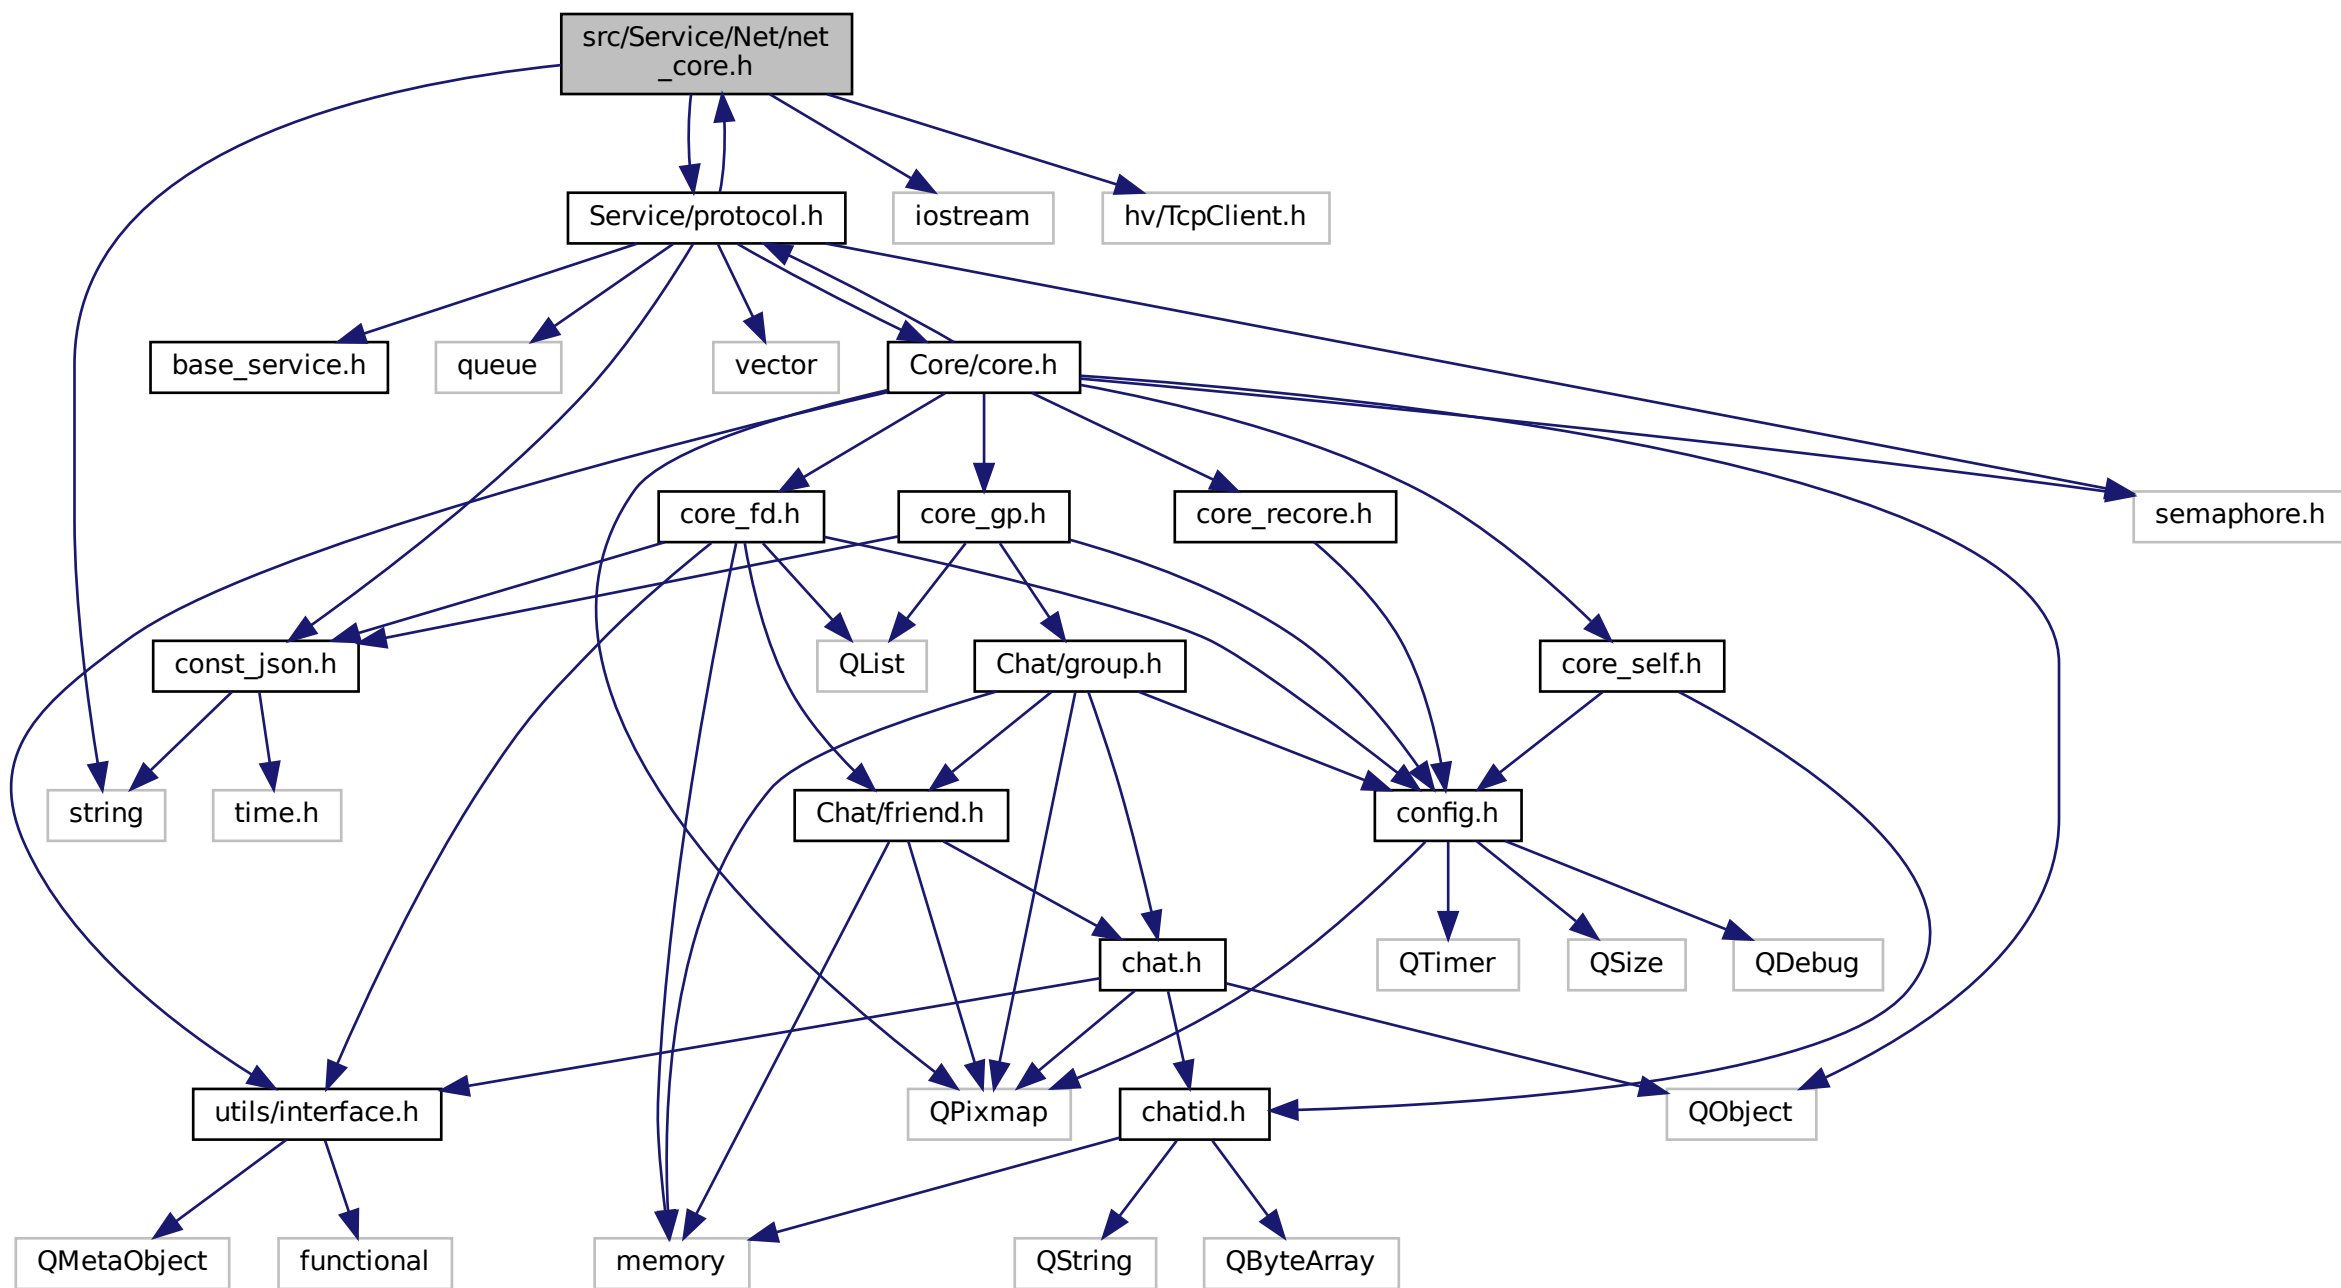 src/Service/Net/net
_core.h
Service/protocol.h
iostream
hv/TcpClient.h
base_service.h
queue
vector
Core/core.h
core_fd.h
core_gp.h
core_recore.h
semaphore.h
const_json.h
QList
Chat/group.h
core_self.h
string
time.h
Chat/friend.h
config.h
chat.h
QTimer
QSize
QDebug
utils/interface.h
QPixmap
chatid.h
QObject
QMetaObject
functional
memory
QString
QByteArray